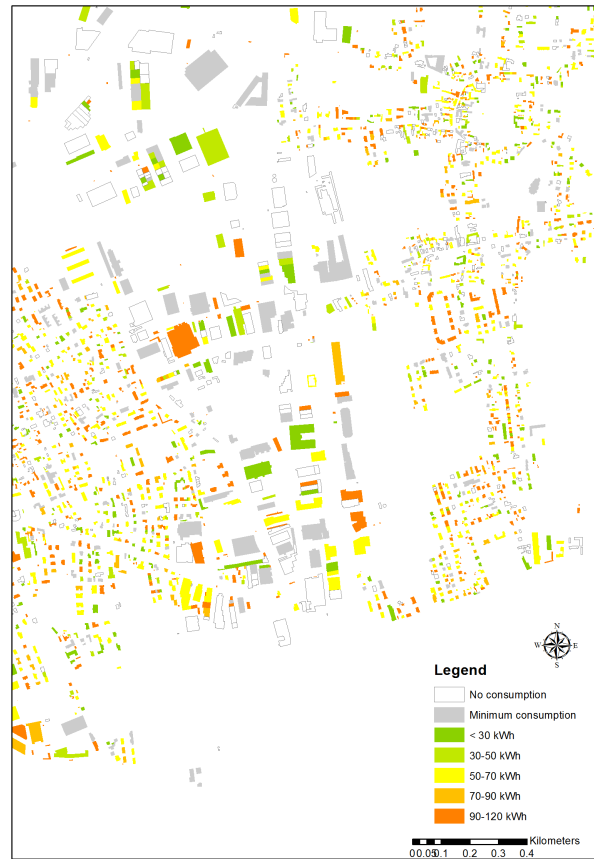 N
W E
S
Legend
No consumption
Minimum consumption
< 30 kWh
30-50 kWh
50-70 kWh
70-90 kWh
90-120 kWh
Kilometers
0 0.05 0.1 0.2 0.3 0.4